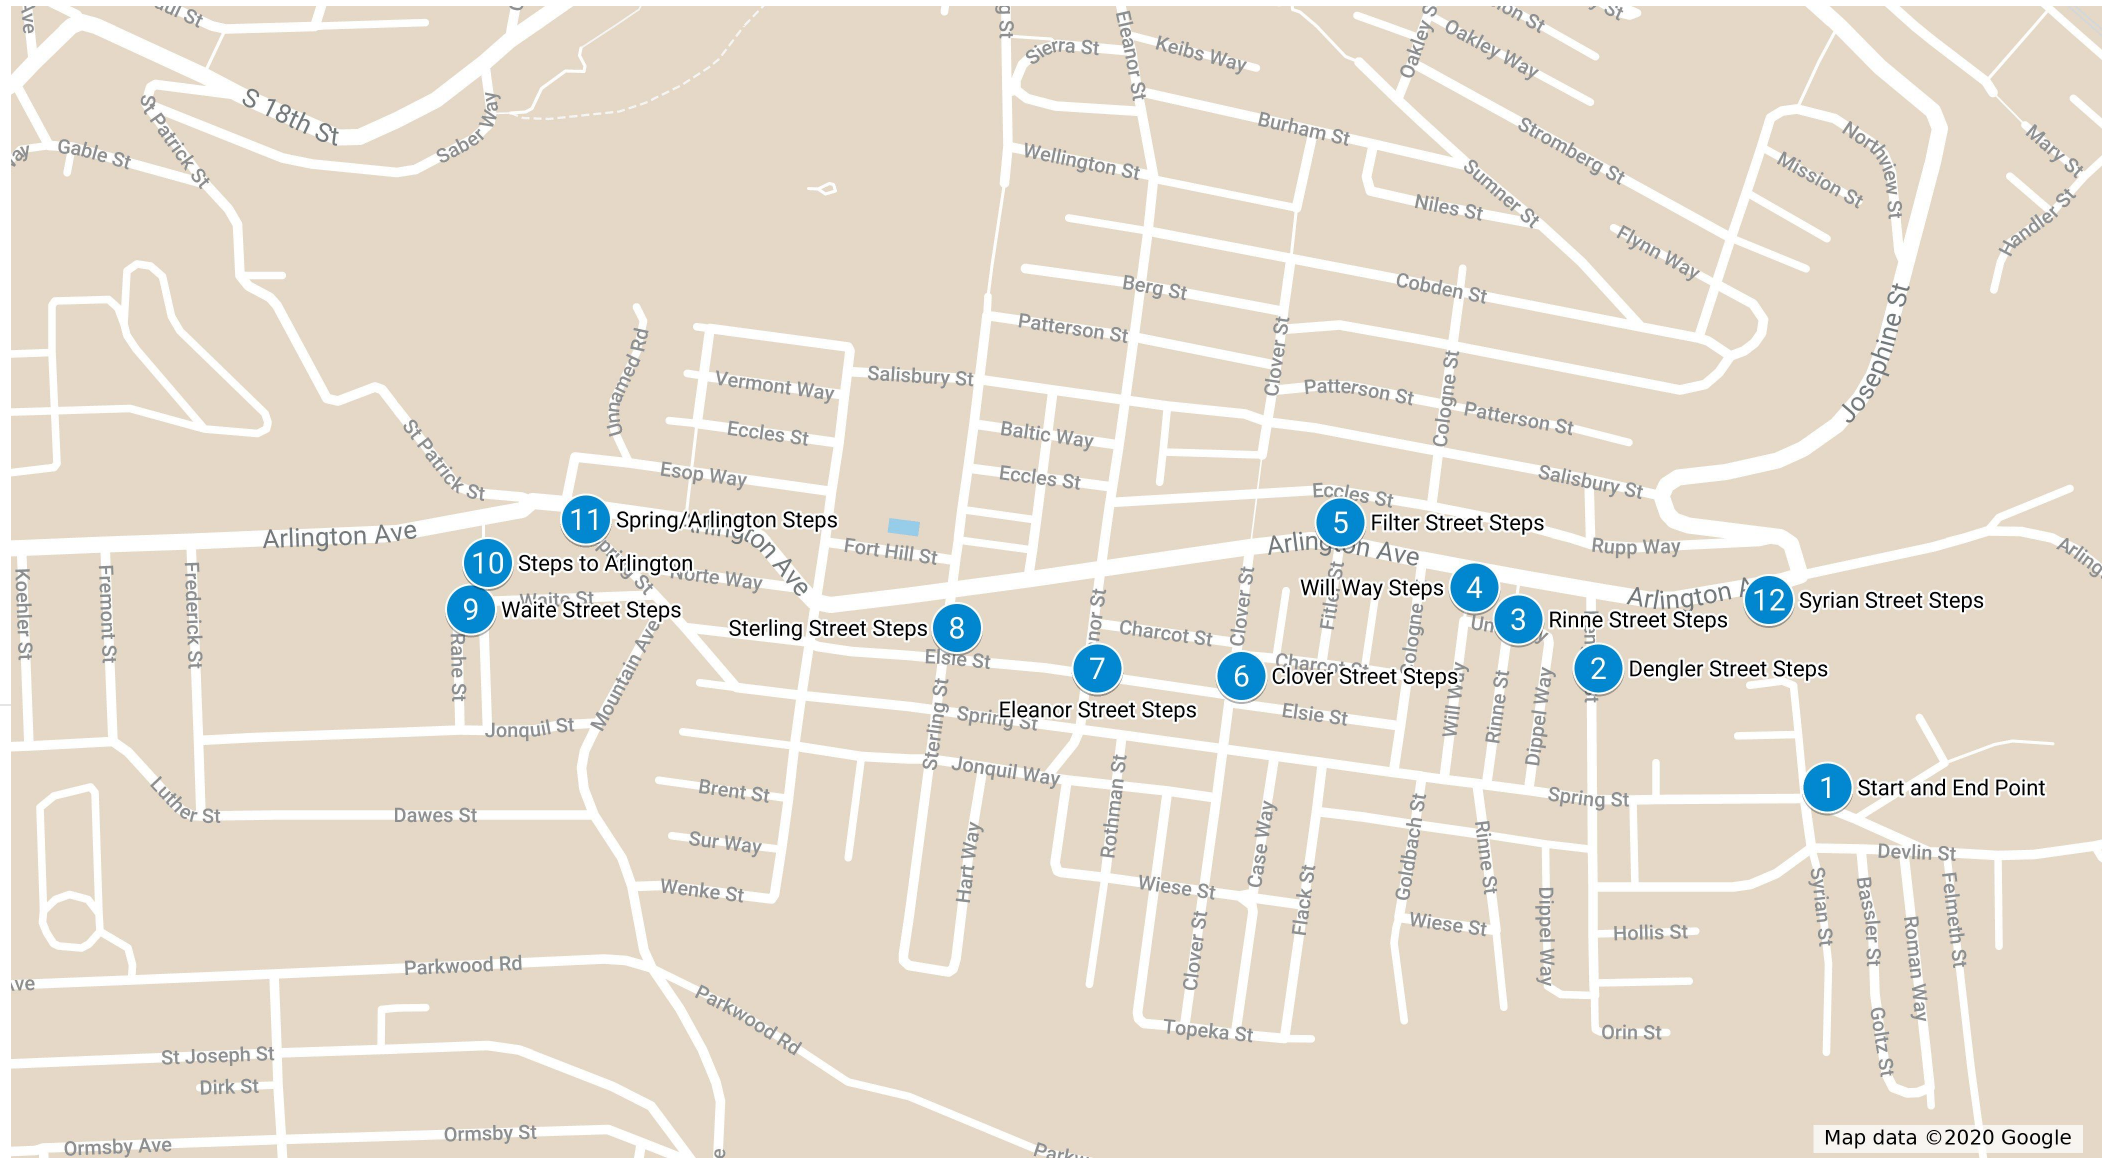 S 18th St
Saber Way
St Patrick St
Gable St
Sierra St
Eleanor St
Keibs Way
Oakley Way
Burham St
Stromberg St
Northview St
Mary St
Wellington St
Sumner St
Mission St
Niles St
Handler St
Flynn Way
Berg St
Cobden St
Josephine St
Patterson St
Clover St
Unnamed Rd
Vermont Way
Salisbury St
Patterson St
Cologne St
Patterson St
St Patrick St
Eccles St
Baltic Way
Esop Way
Eccles St
Salisbury St
Eccles St
11 Spring/Arlington Steps
5 Filter Street Steps
Arlington Ave
Arlington Ave
Arlington Ave
Fort Hill St
Rupp Way
10 Steps to Arlington
Norte Way
4 Will Way Steps
12 Syrian Street Steps
Koehler St
Fremont St
Frederick St
Waite St
9 Waite Street Steps
8 Sterling Street Steps
Charcot St
Clover St
3 Rinne Street Steps
Rahe St
Mountain Ave
Elsie St
7
Eleanor Street Steps
6 Clover Street Steps
2 Dengler Street Steps
Will Way
Rinne St
Dippel Way
Jonquil St
Sterling St
Spring St
Elsie St
Jonquil Way
Rothman St
Brent St
Spring St
1 Start and End Point
Luther St
Dawes St
Sur Way
Hart Way
Case Way
Goldbach St
Rinne St
Devlin St
Wenke St
Wiese St
Flack St
Dippel Way
Syrian St
Bassler St
Roman Way
Felmeth St
Clover St
Wiese St
Hollis St
Parkwood Rd
Parkwood Rd
Topeka St
Orin St
Goltz St
St Joseph St
Dirk St
Ormsby Ave
Ormsby St
Map data ©2020 Google